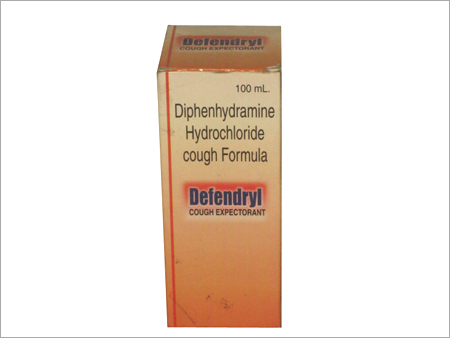 Defendryl
COUGH EXPECTORANT
100 mL.
Diphenhydramine
Hydrochloride
cough Formula
Defendryl
COUGH EXPECTORANT